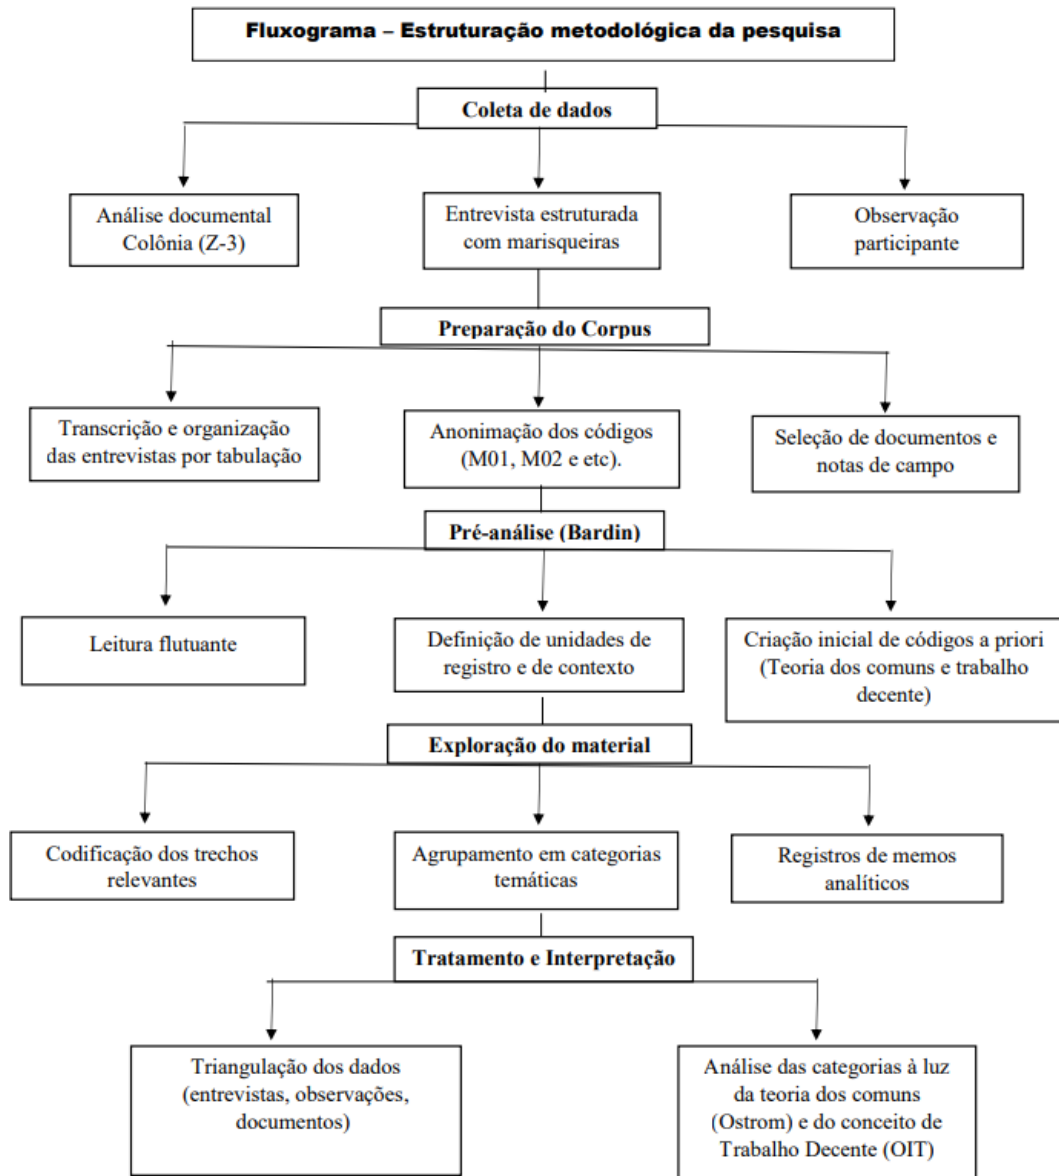 Fluxograma – Estruturação metodológica da pesquisa
Coleta de dados
Análise documental
Colônia (Z-3)
Entrevista estruturada
com marisqueiras
Observação
participante
Preparação do Corpus
Transcrição e organização
das entrevistas por tabulação
Anonimação dos códigos
(M01, M02 e etc).
Seleção de documentos e
notas de campo
Pré-análise (Bardin)
Leitura flutuante
Definição de unidades de
registro e de contexto
Criação inicial de códigos a priori
(Teoria dos comuns e trabalho
decente)
Exploração do material
Codificação dos trechos
relevantes
Agrupamento em categorias
temáticas
Registros de memos
analíticos
Tratamento e Interpretação
Triangulação dos dados
(entrevistas, observações,
documentos)
Análise das categorias à luz
da teoria dos comuns
(Ostrom) e do conceito de
Trabalho Decente (OIT)